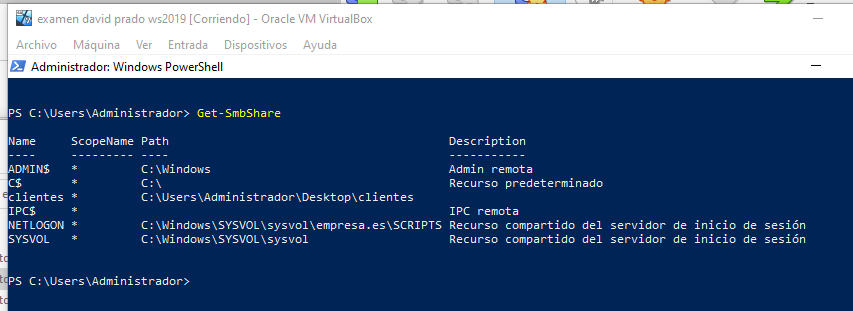 examen david prado ws2019 [Corriendo] - Oracle VM VirtualBox
Archivo Máquina Ver Entrada Dispositivos Ayuda
Administrador: Windows PowerShell
PS C:\Users\Administrador> Get-SmbShare
Name ScopeName Path Description
---- --------- ---- -----------
ADMIN$ * C:\Windows Admin remota
C$ * C:\ Recurso predeterminado
clientes * C:\Users\Administrador\Desktop\clientes
IPC$ * IPC remota
NETLOGON * C:\Windows\SYSVOL\sysvol\empresa.es\SCRIPTS Recurso compartido del servidor de inicio de sesión
SYSVOL * C:\Windows\SYSVOL\sysvol Recurso compartido del servidor de inicio de sesión
PS C:\Users\Administrador>